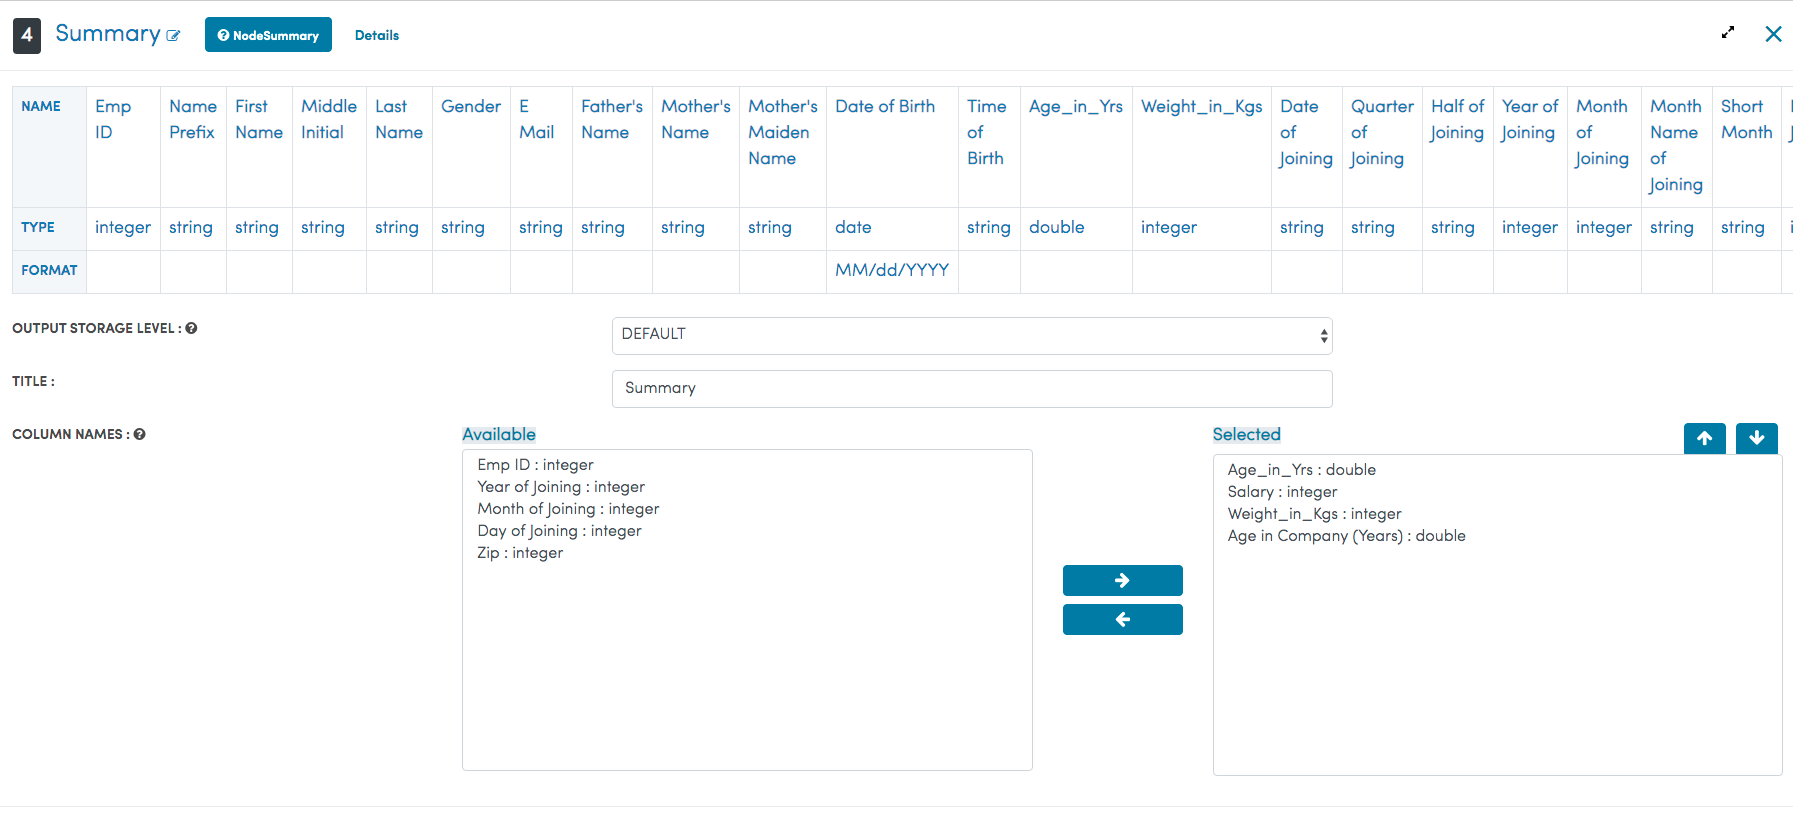 4 Summary NodeSummary Details
NAME Emp ID Name Prefix First Name Middle Initial Last Name Gender E Mail Father's Name Mother's Name Mother's Maiden Name Date of Birth Time of Birth Age_in_Yrs Weight_in_Kgs Date of Joining Quarter of Joining Half of Joining Year of Joining Month of Joining Month Name of Joining Short Month
TYPE integer string string string string string string string string string date string double integer string string string integer integer string string
FORMAT MM/dd/YYYY
OUTPUT STORAGE LEVEL : DEFAULT
TITLE : Summary
COLUMN NAMES :
Available
Emp ID : integer
Year of Joining : integer
Month of Joining : integer
Day of Joining : integer
Zip : integer
Selected
Age_in_Yrs : double
Salary : integer
Weight_in_Kgs : integer
Age in Company (Years) : double